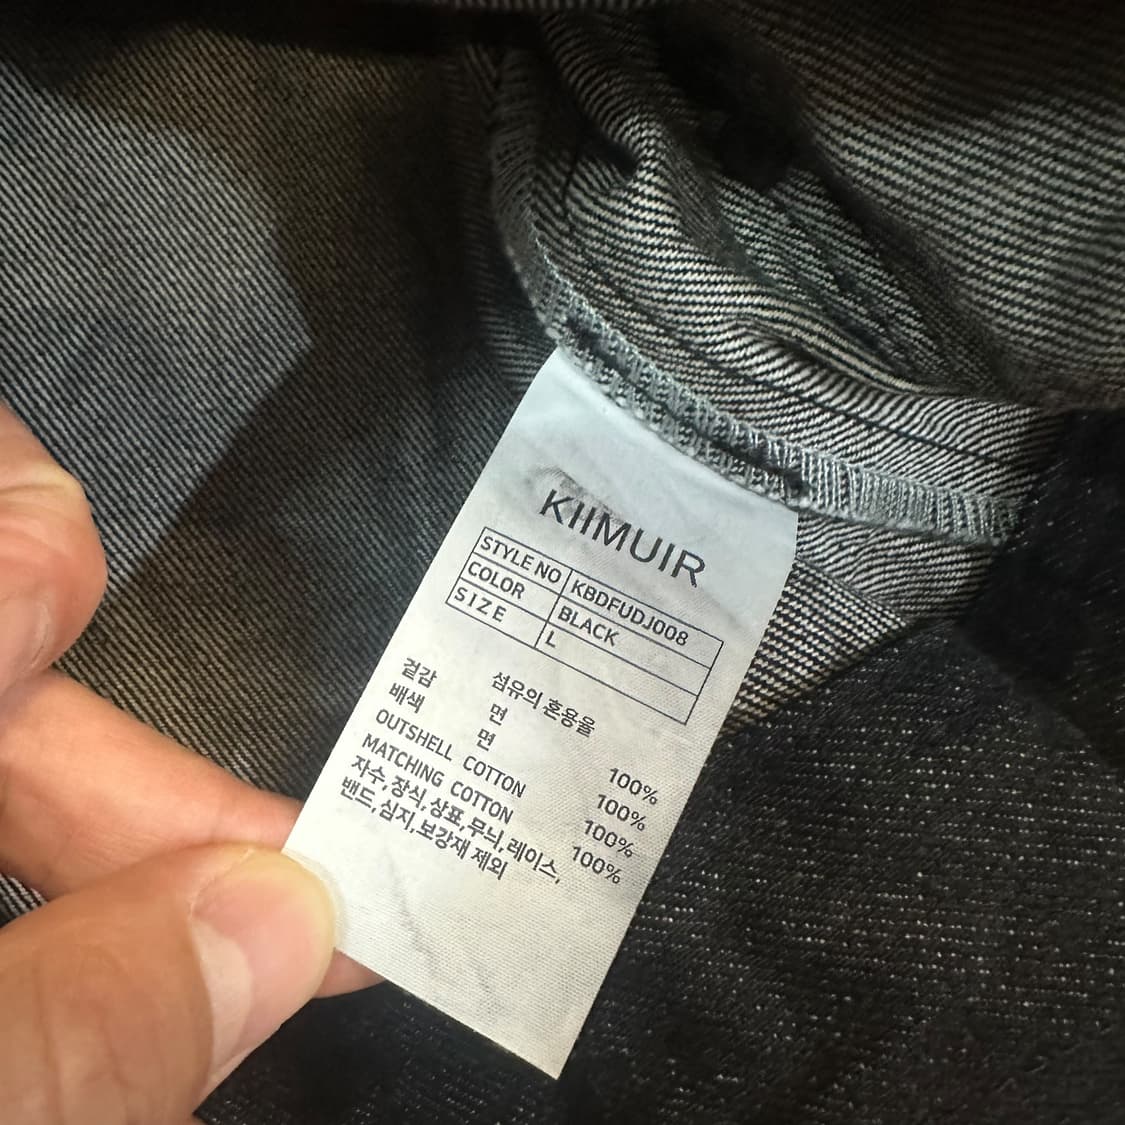 KIIMUIR
STYLE NO KBDFUDJ008
COLOR BLACK
SIZE L
섬유의 혼용율
겉감 면 100%
배색 면 100%
OUTSHELL COTTON 100%
MATCHING COTTON 100%
자수,장식,상표,무늬,레이스,
밴드,심지,보강재 제외